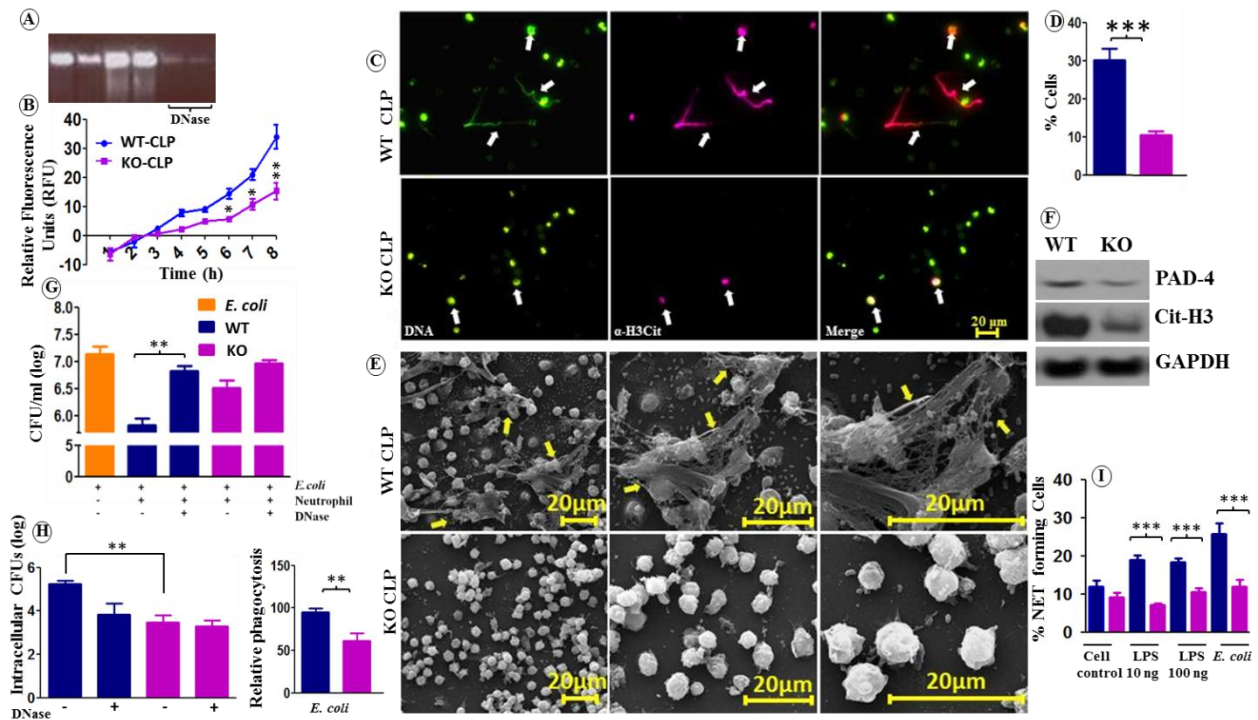 A
DNase
B
Relative Fluorescence
Units (RFU)
40
30
20
10
0
-10
WT-CLP
KO-CLP
*
*
**
1 2 3 4 5 6 7 8
Time (h)
C
WT CLP
KO CLP
DNA
α-H3Cit
Merge
20 µm
D
% Cells
40
30
20
10
0
***
E
WT CLP
KO CLP
20µm
20µm
20µm
20µm
20µm
20µm
F
WT KO
PAD-4
Cit-H3
GAPDH
G
CFU/ml (log)
8.0
7.5
7.0
6.5
6.0
5
0
E. coli
WT
KO
**
+ + + + + E.coli
- + + + + Neutrophil
- - + - + DNase
H
Intracellular CFUs (log)
6
4
2
0
**
DNase - + - +
Relative phagocytosis
150
100
50
0
**
E. coli
I
% NET forming Cells
40
30
20
10
0
***
***
***
Cell
control
LPS
10 ng
LPS
100 ng
E. coli